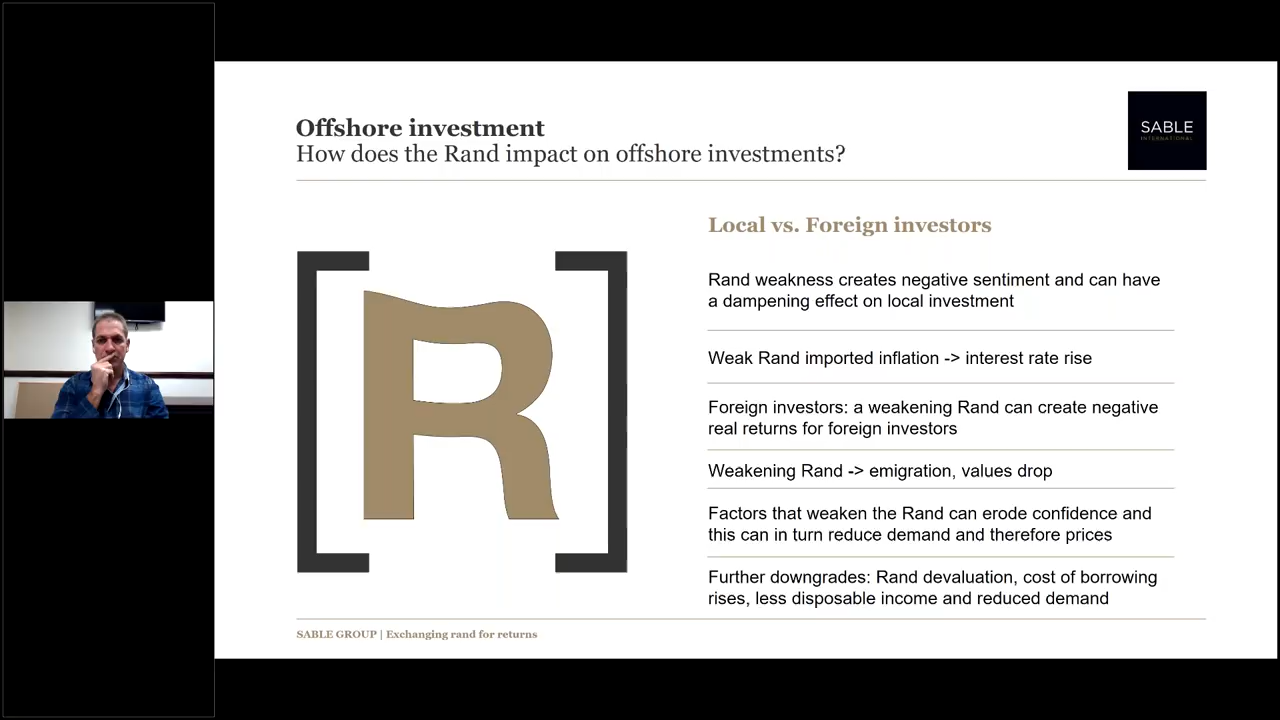 Offshore investment
How does the Rand impact on offshore investments?
SABLE
INTERNATIONAL
Local vs. Foreign investors
R
Rand weakness creates negative sentiment and can have
a dampening effect on local investment
Weak Rand imported inflation -> interest rate rise
Foreign investors: a weakening Rand can create negative
real returns for foreign investors
Weakening Rand -> emigration, values drop
Factors that weaken the Rand can erode confidence and
this can in turn reduce demand and therefore prices
Further downgrades: Rand devaluation, cost of borrowing
rises, less disposable income and reduced demand
SABLE GROUP | Exchanging rand for returns